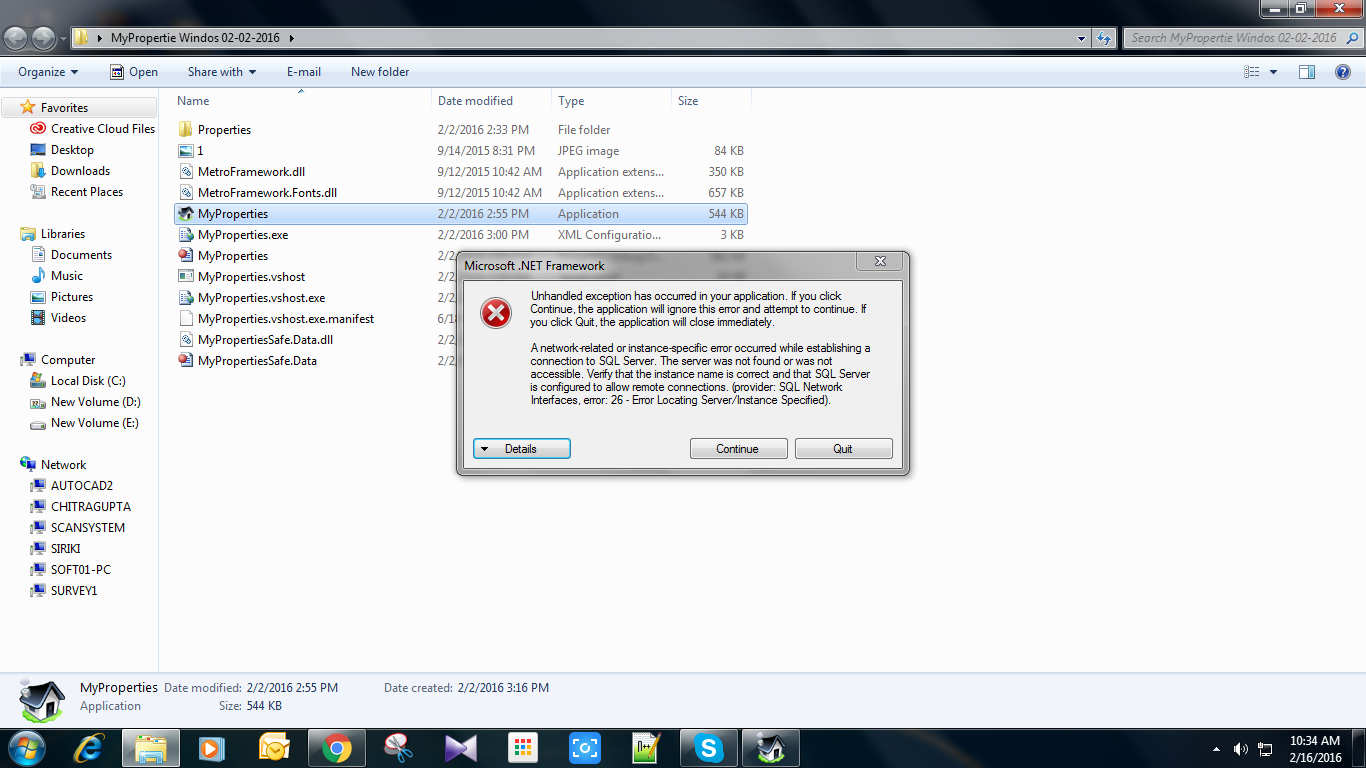 MyPropertie Windos 02-02-2016
Search MyPropertie Windos 02-02-2016
Organize Open Share with E-mail New folder
Name Date modified Type Size
Favorites
Creative Cloud Files
Desktop
Downloads
Recent Places
Libraries
Documents
Music
Pictures
Videos
Computer
Local Disk (C:)
New Volume (D:)
New Volume (E:)
Network
AUTOCAD2
CHITRAGUPTA
SCANSYSTEM
SIRIKI
SOFT01-PC
SURVEY1
Properties 2/2/2016 2:33 PM File folder
1 9/14/2015 8:31 PM JPEG image 84 KB
MetroFramework.dll 9/12/2015 10:42 AM Application extens... 350 KB
MetroFramework.Fonts.dll 9/12/2015 10:42 AM Application extens... 657 KB
MyProperties 2/2/2016 2:55 PM Application 544 KB
MyProperties.exe 2/2/2016 3:00 PM XML Configuratio... 3 KB
MyProperties 2/2
MyProperties.vshost 2/2
MyProperties.vshost.exe 2/2
MyProperties.vshost.exe.manifest 6/18
MyPropertiesSafe.Data.dll 2/2
MyPropertiesSafe.Data 2/2
Microsoft .NET Framework
Unhandled exception has occurred in your application. If you click
Continue, the application will ignore this error and attempt to continue. If
you click Quit, the application will close immediately.
A network-related or instance-specific error occurred while establishing a
connection to SQL Server. The server was not found or was not
accessible. Verify that the instance name is correct and that SQL Server
is configured to allow remote connections. (provider: SQL Network
Interfaces, error: 26 - Error Locating Server/Instance Specified).
Details Continue Quit
MyProperties Date modified: 2/2/2016 2:55 PM Date created: 2/2/2016 3:16 PM
Application Size: 544 KB
10:34 AM
2/16/2016